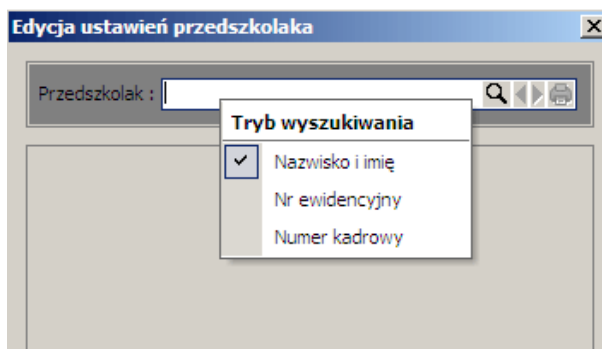 Edycja ustawień przedszkolaka
Przedszkolak :
Tryb wyszukiwania
Nazwisko i imię
Nr ewidencyjny
Numer kadrowy